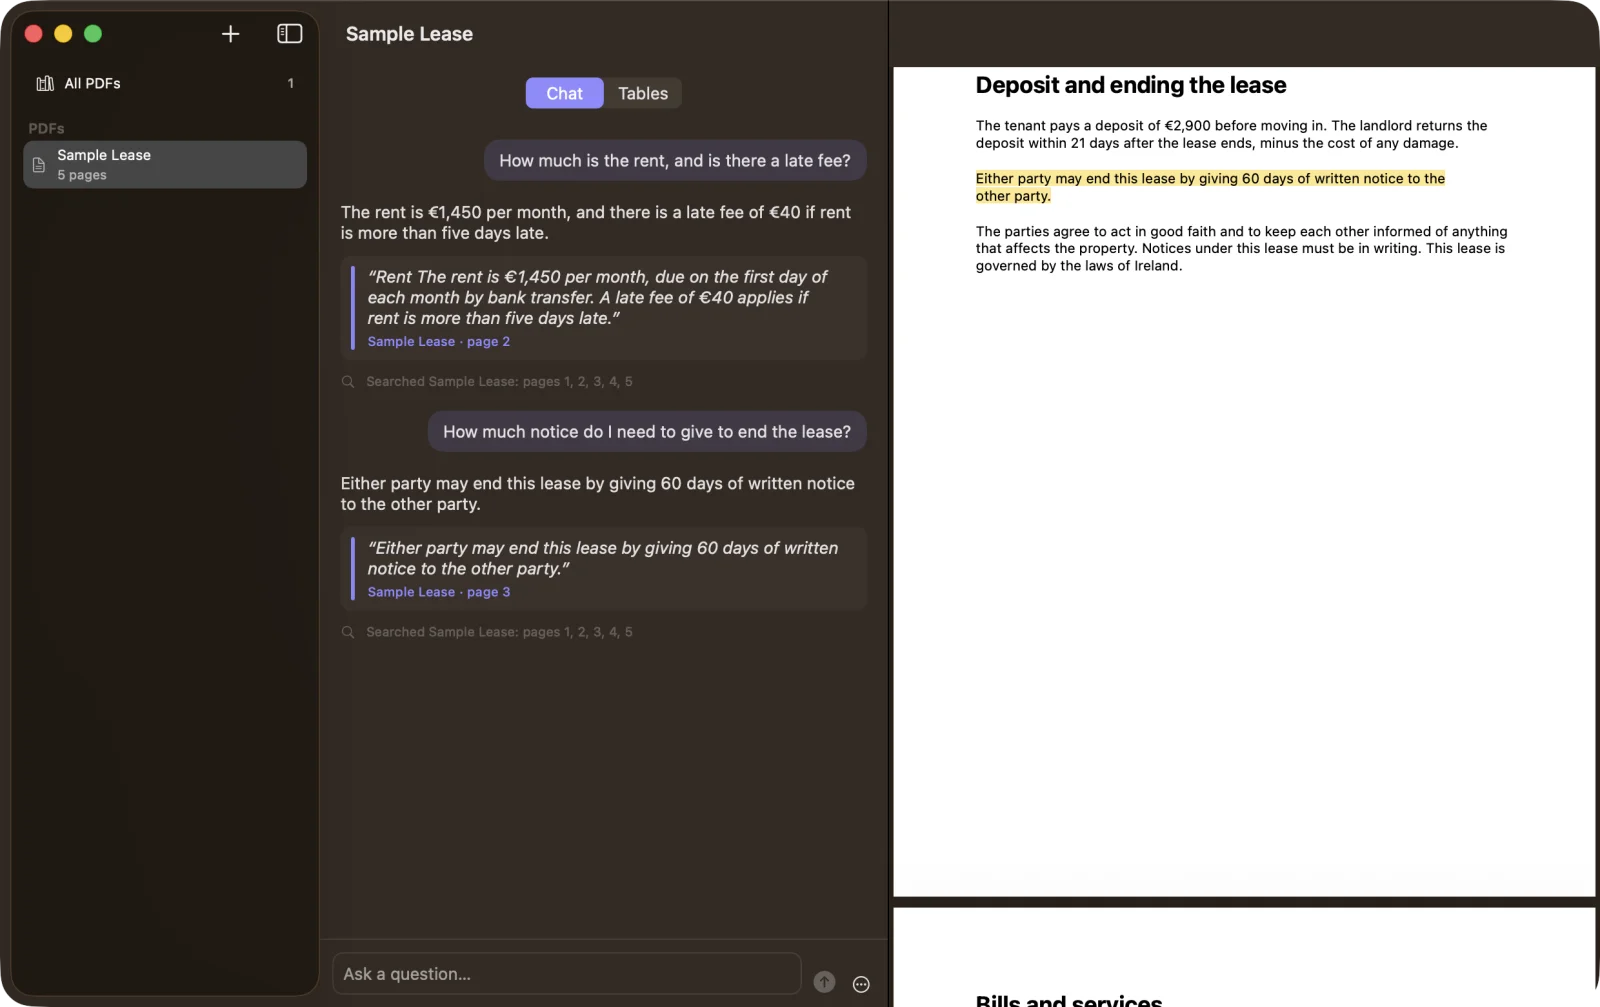 All PDFs
1
PDFs
Sample Lease
5 pages
Sample Lease
Chat
Tables
How much is the rent, and is there a late fee?
The rent is €1,450 per month, and there is a late fee of €40 if rent
is more than five days late.
“Rent The rent is €1,450 per month, due on the first day of
each month by bank transfer. A late fee of €40 applies if
rent is more than five days late.”
Sample Lease · page 2
Searched Sample Lease: pages 1, 2, 3, 4, 5
How much notice do I need to give to end the lease?
Either party may end this lease by giving 60 days of written notice
to the other party.
“Either party may end this lease by giving 60 days of written
notice to the other party.”
Sample Lease · page 3
Searched Sample Lease: pages 1, 2, 3, 4, 5
Ask a question...
Deposit and ending the lease
The tenant pays a deposit of €2,900 before moving in. The landlord returns the
deposit within 21 days after the lease ends, minus the cost of any damage.
Either party may end this lease by giving 60 days of written notice to the
other party.
The parties agree to act in good faith and to keep each other informed of anything
that affects the property. Notices under this lease must be in writing. This lease is
governed by the laws of Ireland.
Bills and services